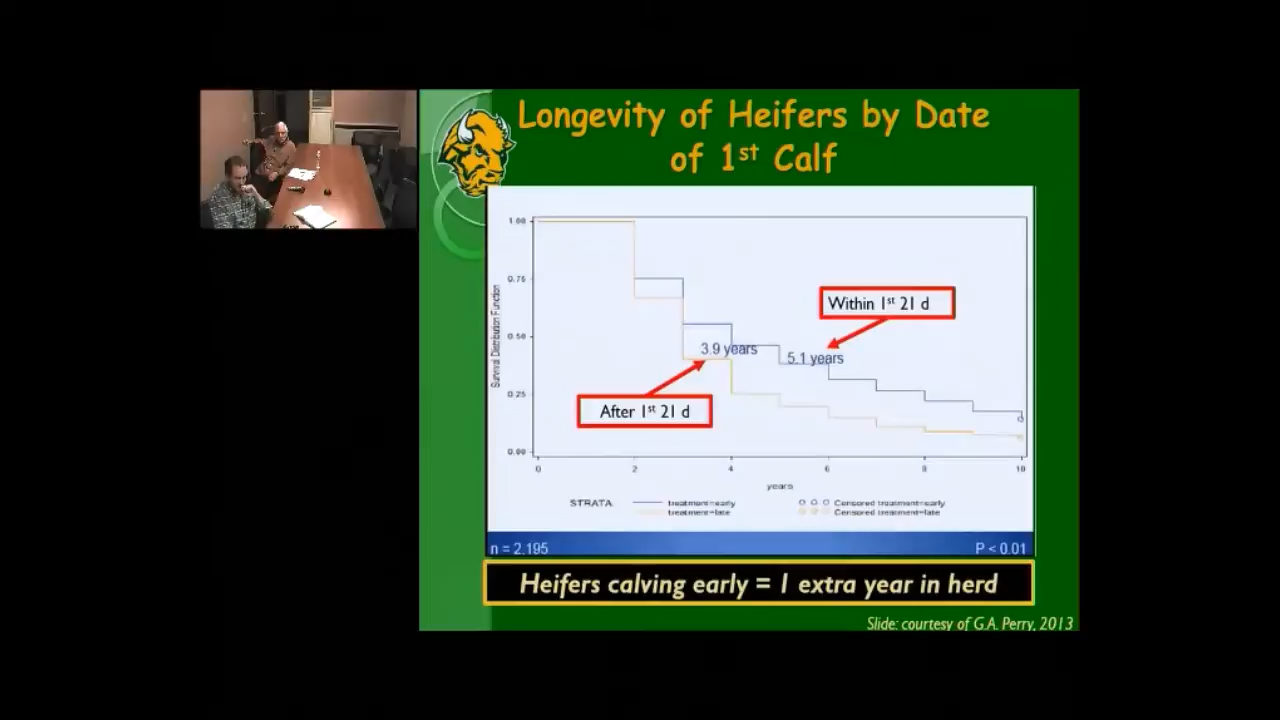 Longevity of Heifers by Date
of 1st Calf
1.00
0.75
0.50
0.25
0.00
Survival Distribution Function
Within 1st 21 d
3.9 years
5.1 years
After 1st 21 d
0 2 4 6 8 10
years
STRATA: treatment=early Censored treatment=early
treatment=late Censored treatment=late
n = 2,195 P < 0.01
Heifers calving early = 1 extra year in herd
Slide: courtesy of G.A. Perry, 2013